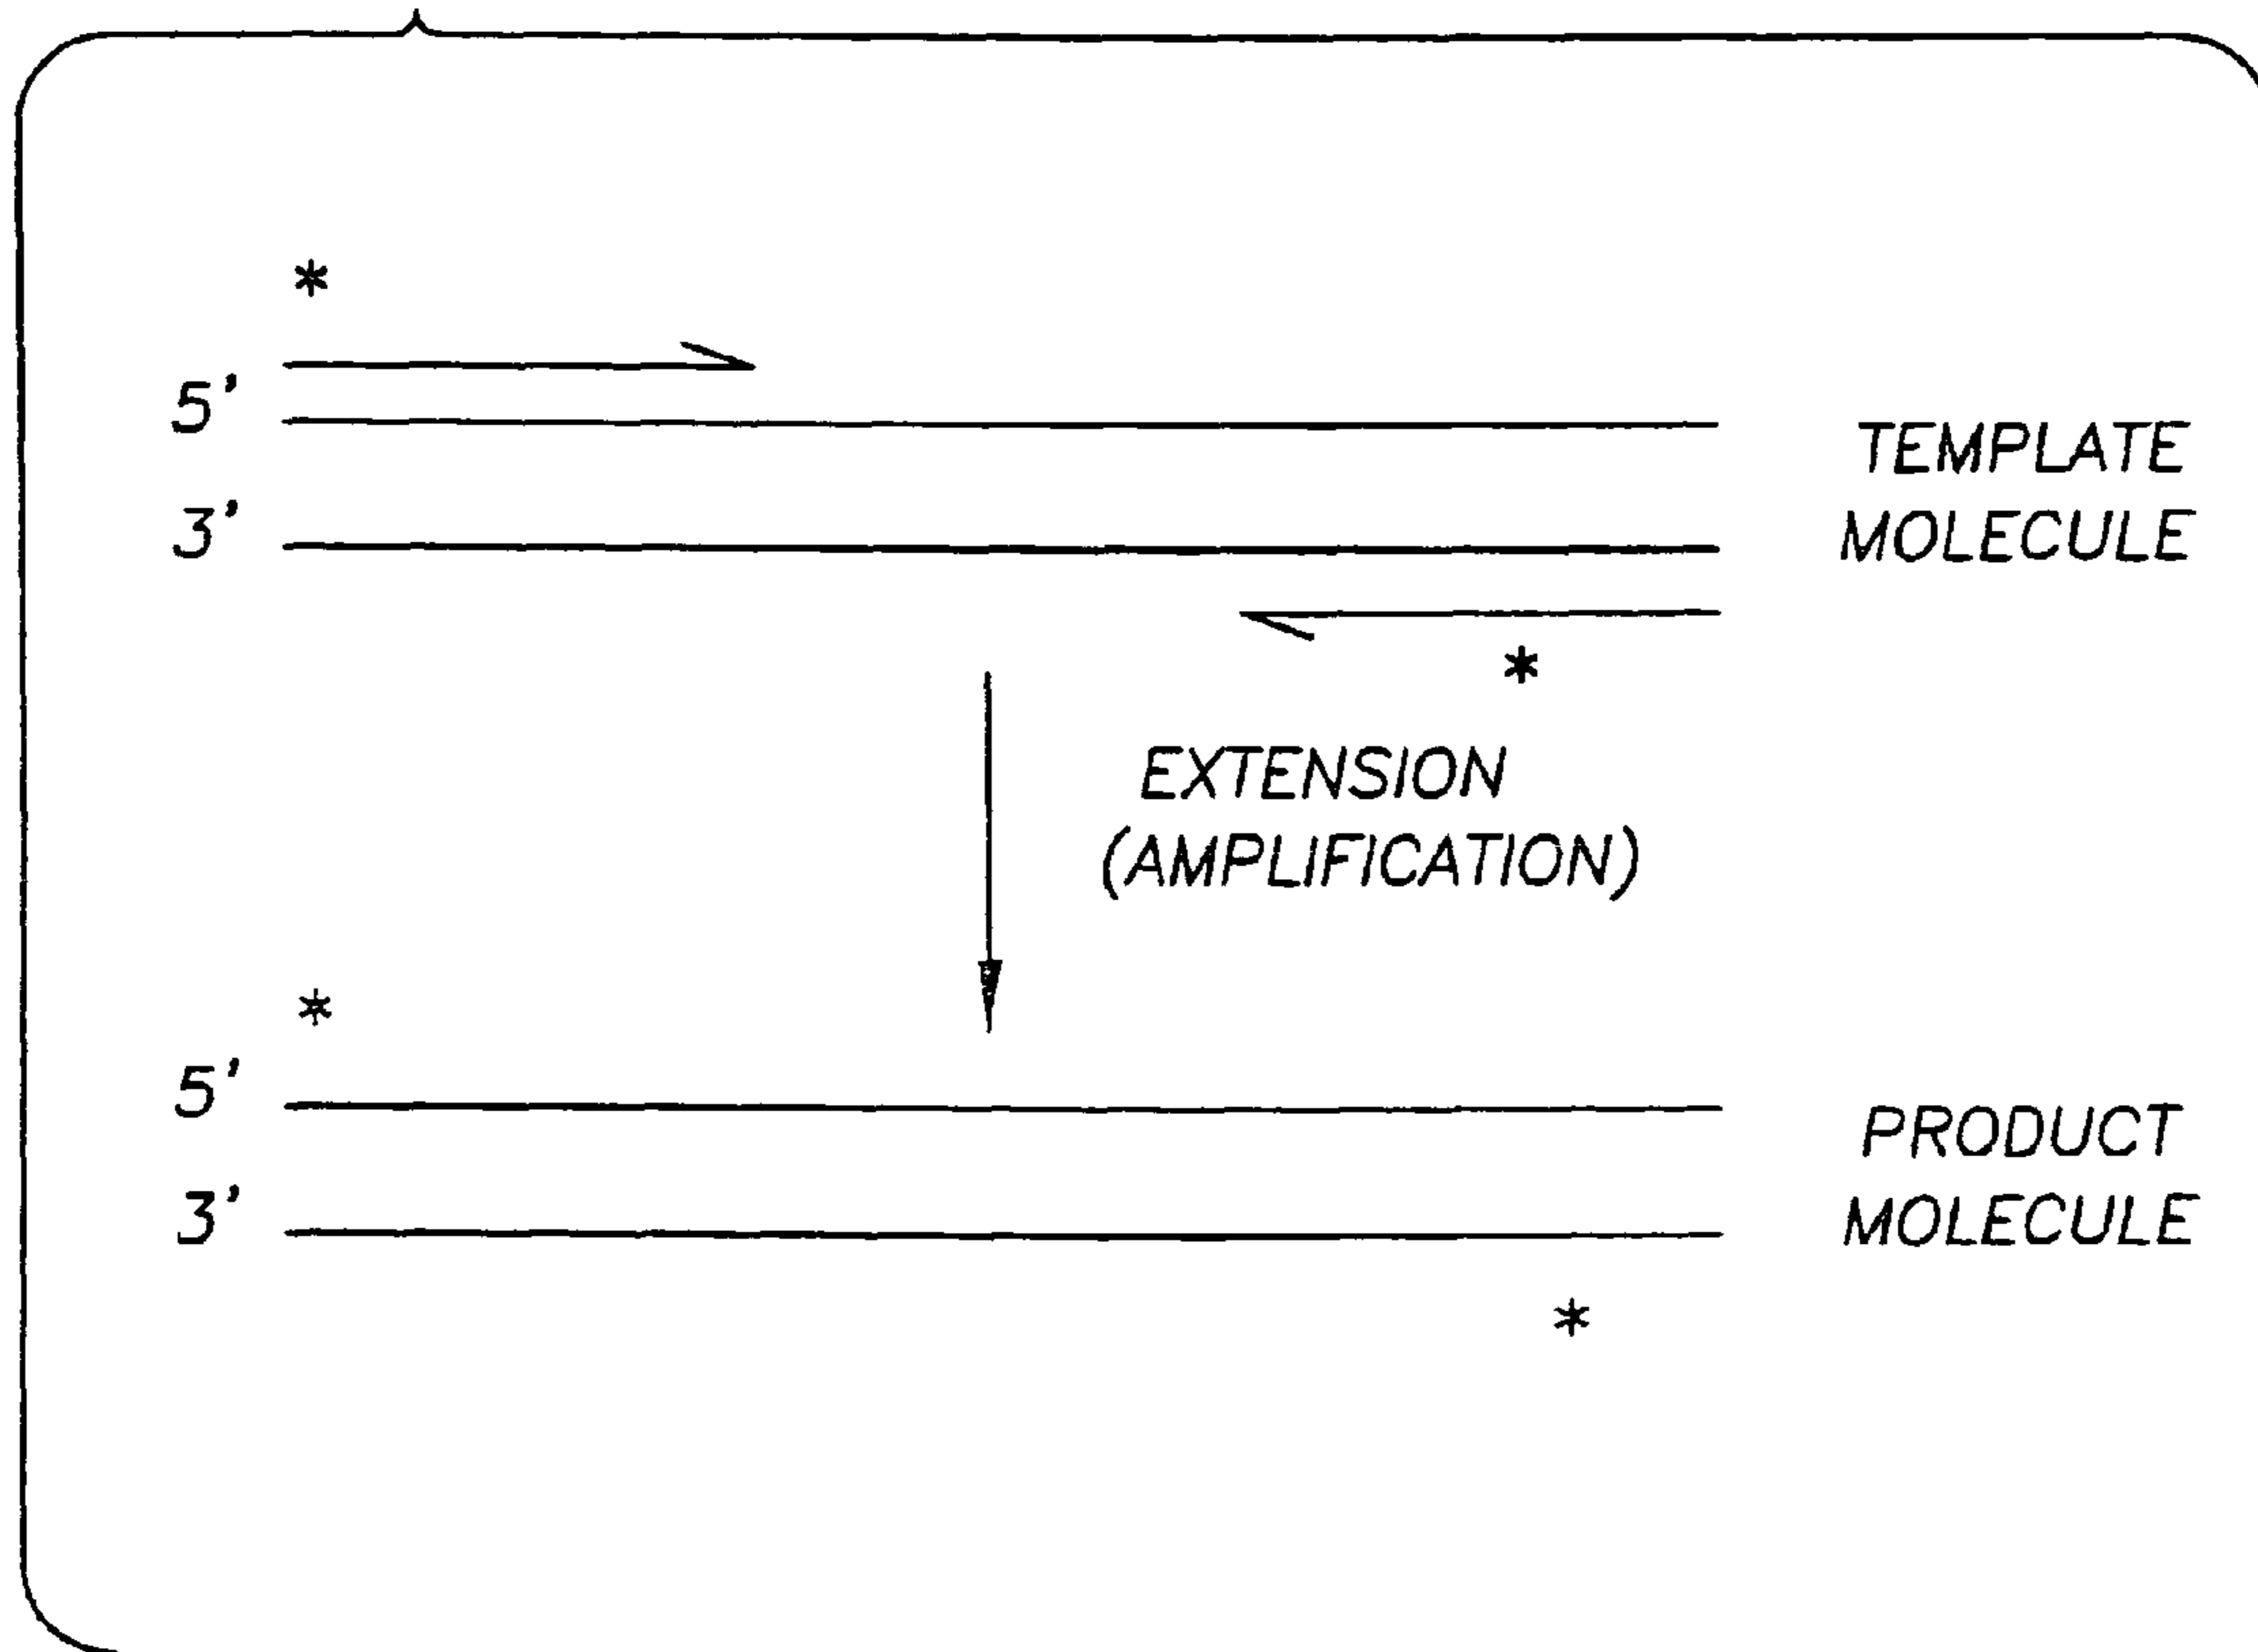 *
5'
TEMPLATE
3'
MOLECULE
*
EXTENSION
(AMPLIFICATION)
*
5'
PRODUCT
3'
MOLECULE
*